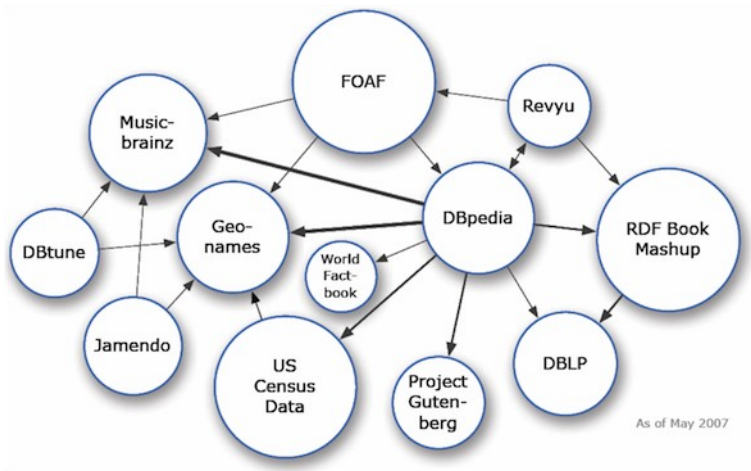 FOAF
Music-
brainz
Revyu
DBpedia
Geo-
names
RDF Book
Mashup
DBtune
World
Fact-
book
Jamendo
US
Census
Data
Project
Guten-
berg
DBLP
As of May 2007